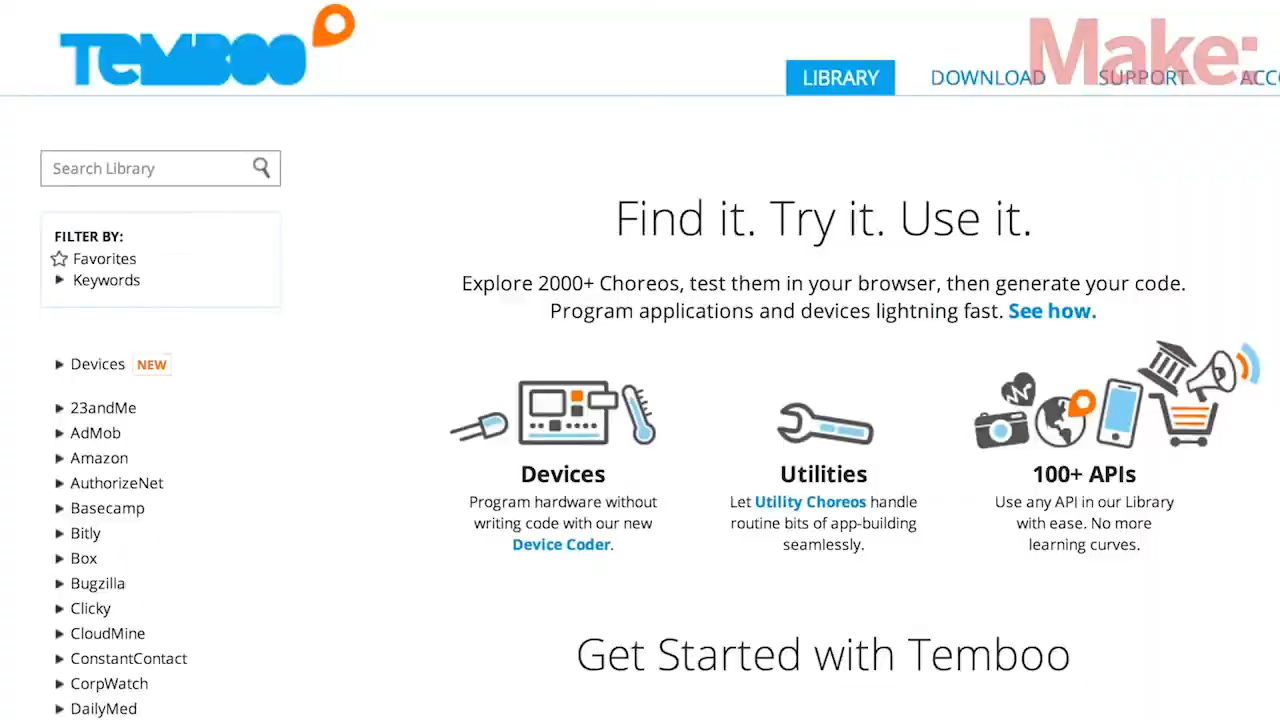 TEMBOO
Make:
LIBRARY
DOWNLOAD
SUPPORT
ACCO
Search Library
FILTER BY:
Favorites
Keywords
Devices NEW
23andMe
AdMob
Amazon
AuthorizeNet
Basecamp
Bitly
Box
Bugzilla
Clicky
CloudMine
ConstantContact
CorpWatch
DailyMed
Find it. Try it. Use it.
Explore 2000+ Choreos, test them in your browser, then generate your code.
Program applications and devices lightning fast. See how.
Devices
Program hardware without
writing code with our new
Device Coder.
Utilities
Let Utility Choreos handle
routine bits of app-building
seamlessly.
100+ APIs
Use any API in our Library
with ease. No more
learning curves.
Get Started with Temboo